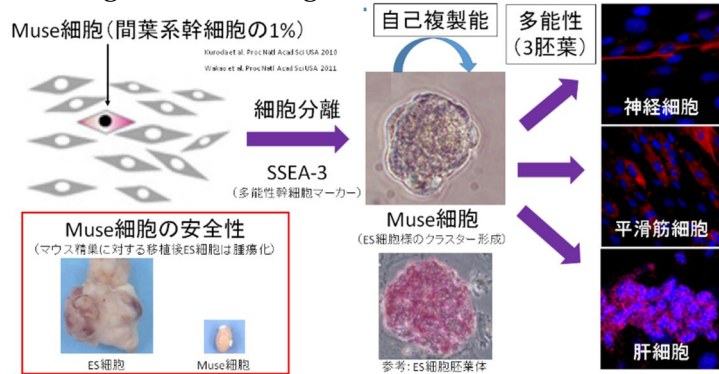 Muse細胞(間葉系幹細胞の1%)
Kuroda et al. Proc Natl Acad Sci USA 2010
Wakao et al. Proc Natl Acad Sci USA 2011
細胞分離
SSEA-3
(多能性幹細胞マーカー)
自己複製能
Muse細胞
(ES細胞様のクラスター形成)
参考:ES細胞胚葉体
多能性
(3胚葉)
神経細胞
平滑筋細胞
肝細胞
Muse細胞の安全性
(マウス精巣に対する移植後ES細胞は腫瘍化)
ES細胞
Muse細胞